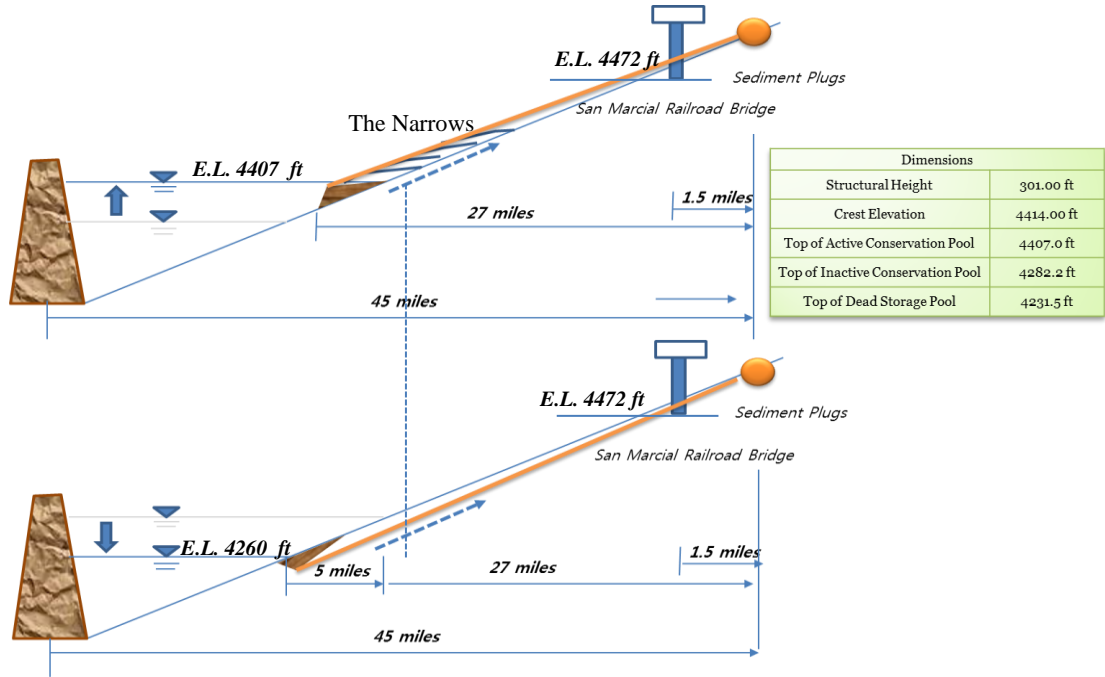 E.L. 4472 ft
Sediment Plugs
San Marcial Railroad Bridge
The Narrows
E.L. 4407 ft
Dimensions
Structural Height 301.00 ft
Crest Elevation 4414.00 ft
Top of Active Conservation Pool 4407.0 ft
Top of Inactive Conservation Pool 4282.2 ft
Top of Dead Storage Pool 4231.5 ft
1.5 miles
27 miles
45 miles
E.L. 4472 ft
Sediment Plugs
San Marcial Railroad Bridge
E.L. 4260 ft
1.5 miles
5 miles
27 miles
45 miles